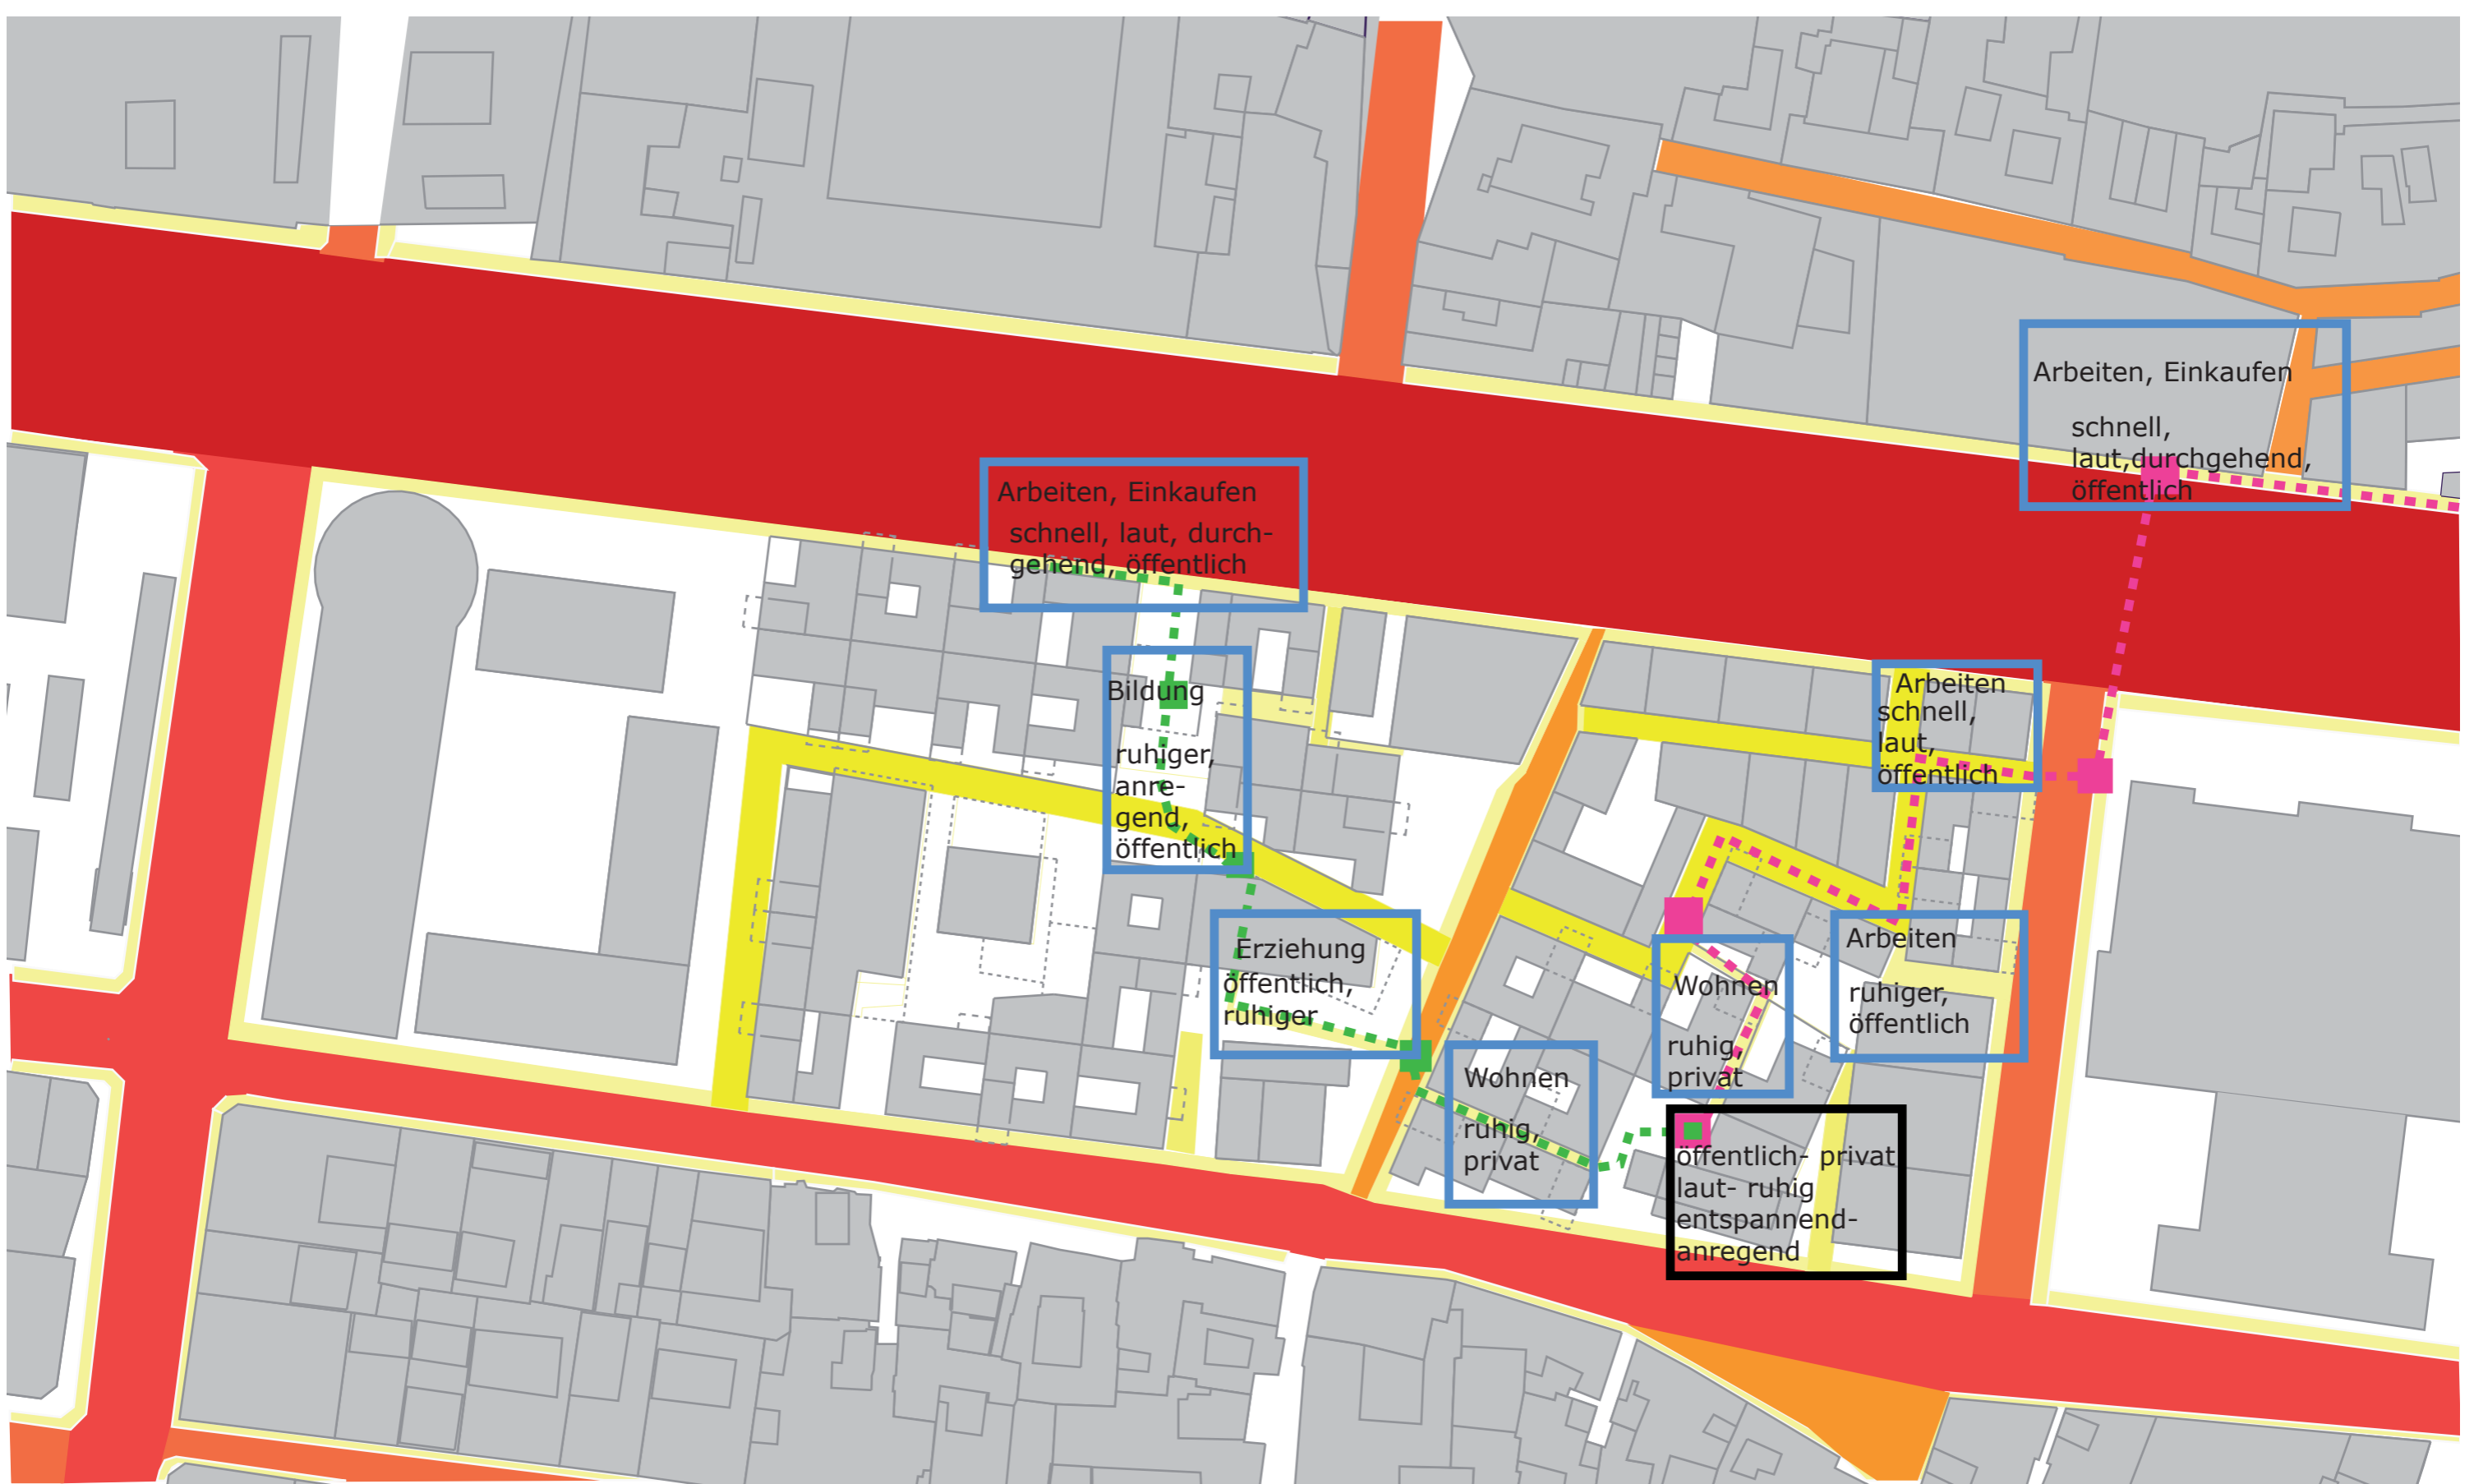 Arbeiten, Einkaufen
schnell,
laut,durchgehend,
öffentlich
Arbeiten, Einkaufen
schnell, laut, durch-
gehend, öffentlich
Bildung
ruhiger,
anre-
gend,
öffentlich
Arbeiten
schnell,
laut,
öffentlich
Erziehung
öffentlich,
ruhiger
Arbeiten
ruhiger,
öffentlich
Wohnen
ruhig,
privat
Wohnen
ruhig,
privat
öffentlich- privat
laut- ruhig
entspannend-
anregend